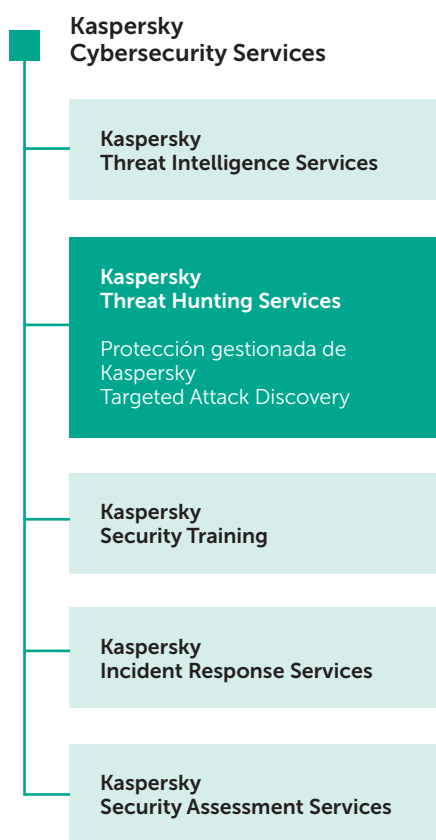 Kaspersky
Cybersecurity Services
Kaspersky
Threat Intelligence Services
Kaspersky
Threat Hunting Services
Protección gestionada de
Kaspersky
Targeted Attack Discovery
Kaspersky
Security Training
Kaspersky
Incident Response Services
Kaspersky
Security Assessment Services